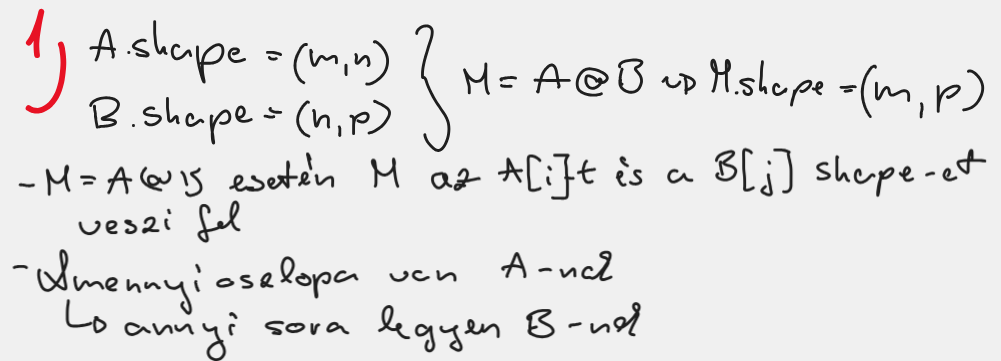 1) A.shape = (m,n)
B.shape = (n,p) } M = A @ B ⇝ M.shape = (m,p)
- M = A @ B esetén M az A[i]-t és a B[j] shape-et
veszi fel
- Amennyi oszlopa van A-nak
↳ annyi sora legyen B-nek